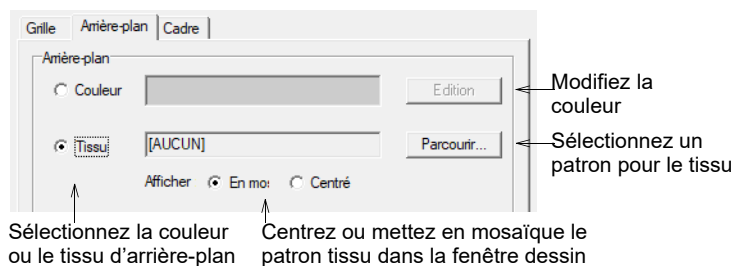 Grille Arrière-plan Cadre
Arrière-plan
Couleur Edition
Modifiez la
couleur
Tissu [AUCUN] Parcourir...
Sélectionnez un
patron pour le tissu
Afficher En mos Centré
Sélectionnez la couleur
ou le tissu d'arrière-plan
Centrez ou mettez en mosaïque le
patron tissu dans la fenêtre dessin